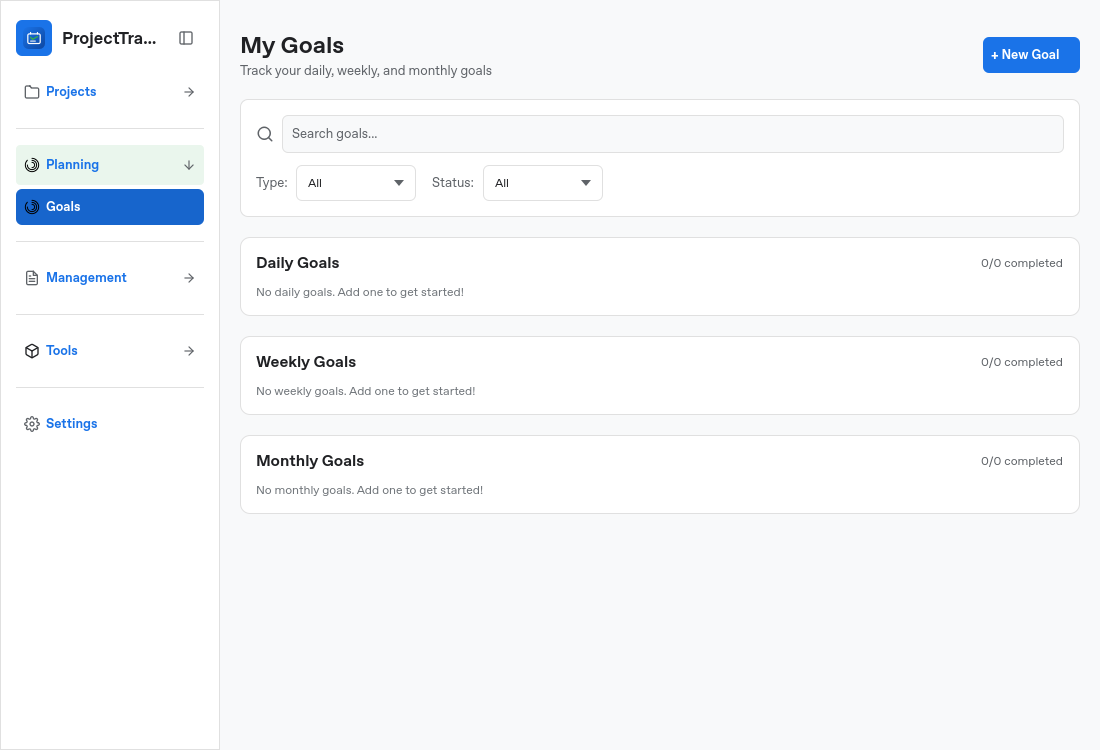 ProjectTra...
Projects
Planning
Goals
Management
Tools
Settings
My Goals
Track your daily, weekly, and monthly goals
+ New Goal
Search goals...
Type: All Status: All
Daily Goals 0/0 completed
No daily goals. Add one to get started!
Weekly Goals 0/0 completed
No weekly goals. Add one to get started!
Monthly Goals 0/0 completed
No monthly goals. Add one to get started!